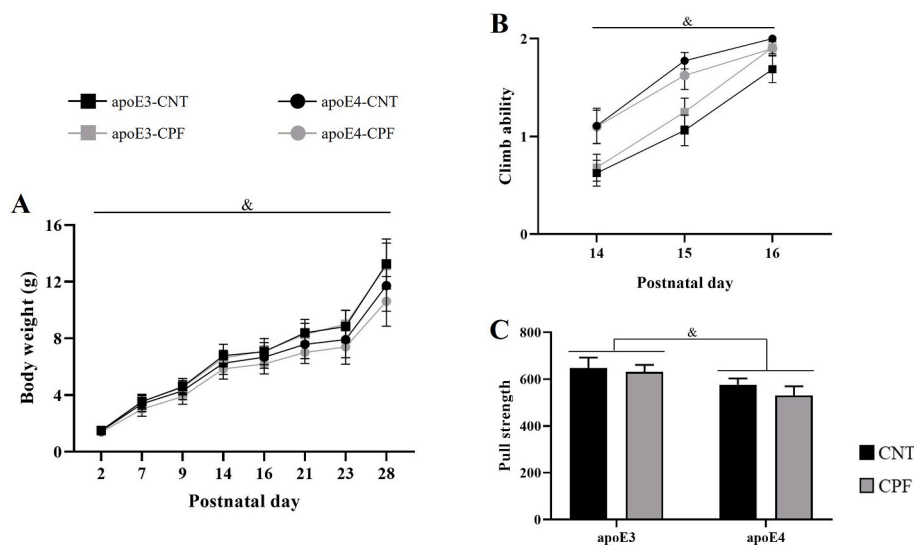 apoE3-CNT
apoE4-CNT
apoE3-CPF
apoE4-CPF
A
&
16
12
8
4
0
Body weight (g)
2 7 9 14 16 21 23 28
Postnatal day
B
&
2
1
0
Climb ability
14 15 16
Postnatal day
C
800
&
600
400
200
0
Pull strength
apoE3 apoE4
CNT
CPF